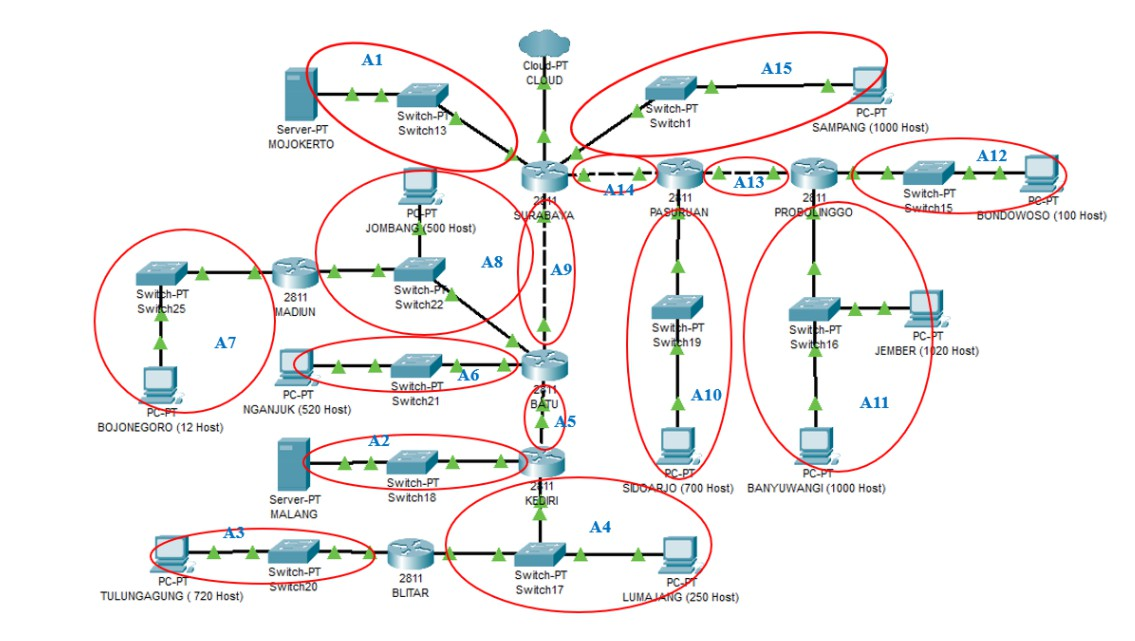 A1
Server-PT
MOJOKERTO
Switch-PT
Switch13
Cloud-PT
CLOUD
A15
Switch-PT
Switch1
PC-PT
SAMPANG (1000 Host)
2811
SURABAYA
A14
2811
PASURUAN
A13
2811
PROBOLINGGO
A12
Switch-PT
Switch15
PC-PT
BONDOWOSO (100 Host)
PC-PT
JOMBANG (500 Host)
A8
Switch-PT
Switch22
A9
Switch-PT
Switch25
2811
MADIUN
A7
PC-PT
BOJONEGORO (12 Host)
Switch-PT
Switch19
A10
PC-PT
SIDOARJO (700 Host)
Switch-PT
Switch16
PC-PT
JEMBER (1020 Host)
A11
PC-PT
BANYUWANGI (1000 Host)
PC-PT
NGANJUK (520 Host)
A6
Switch-PT
Switch21
2811
BATU
A5
A2
Server-PT
MALANG
Switch-PT
Switch18
2811
KEDIRI
A3
PC-PT
TULUNGAGUNG ( 720 Host)
Switch-PT
Switch20
2811
BLITAR
A4
Switch-PT
Switch17
PC-PT
LUMAJANG (250 Host)